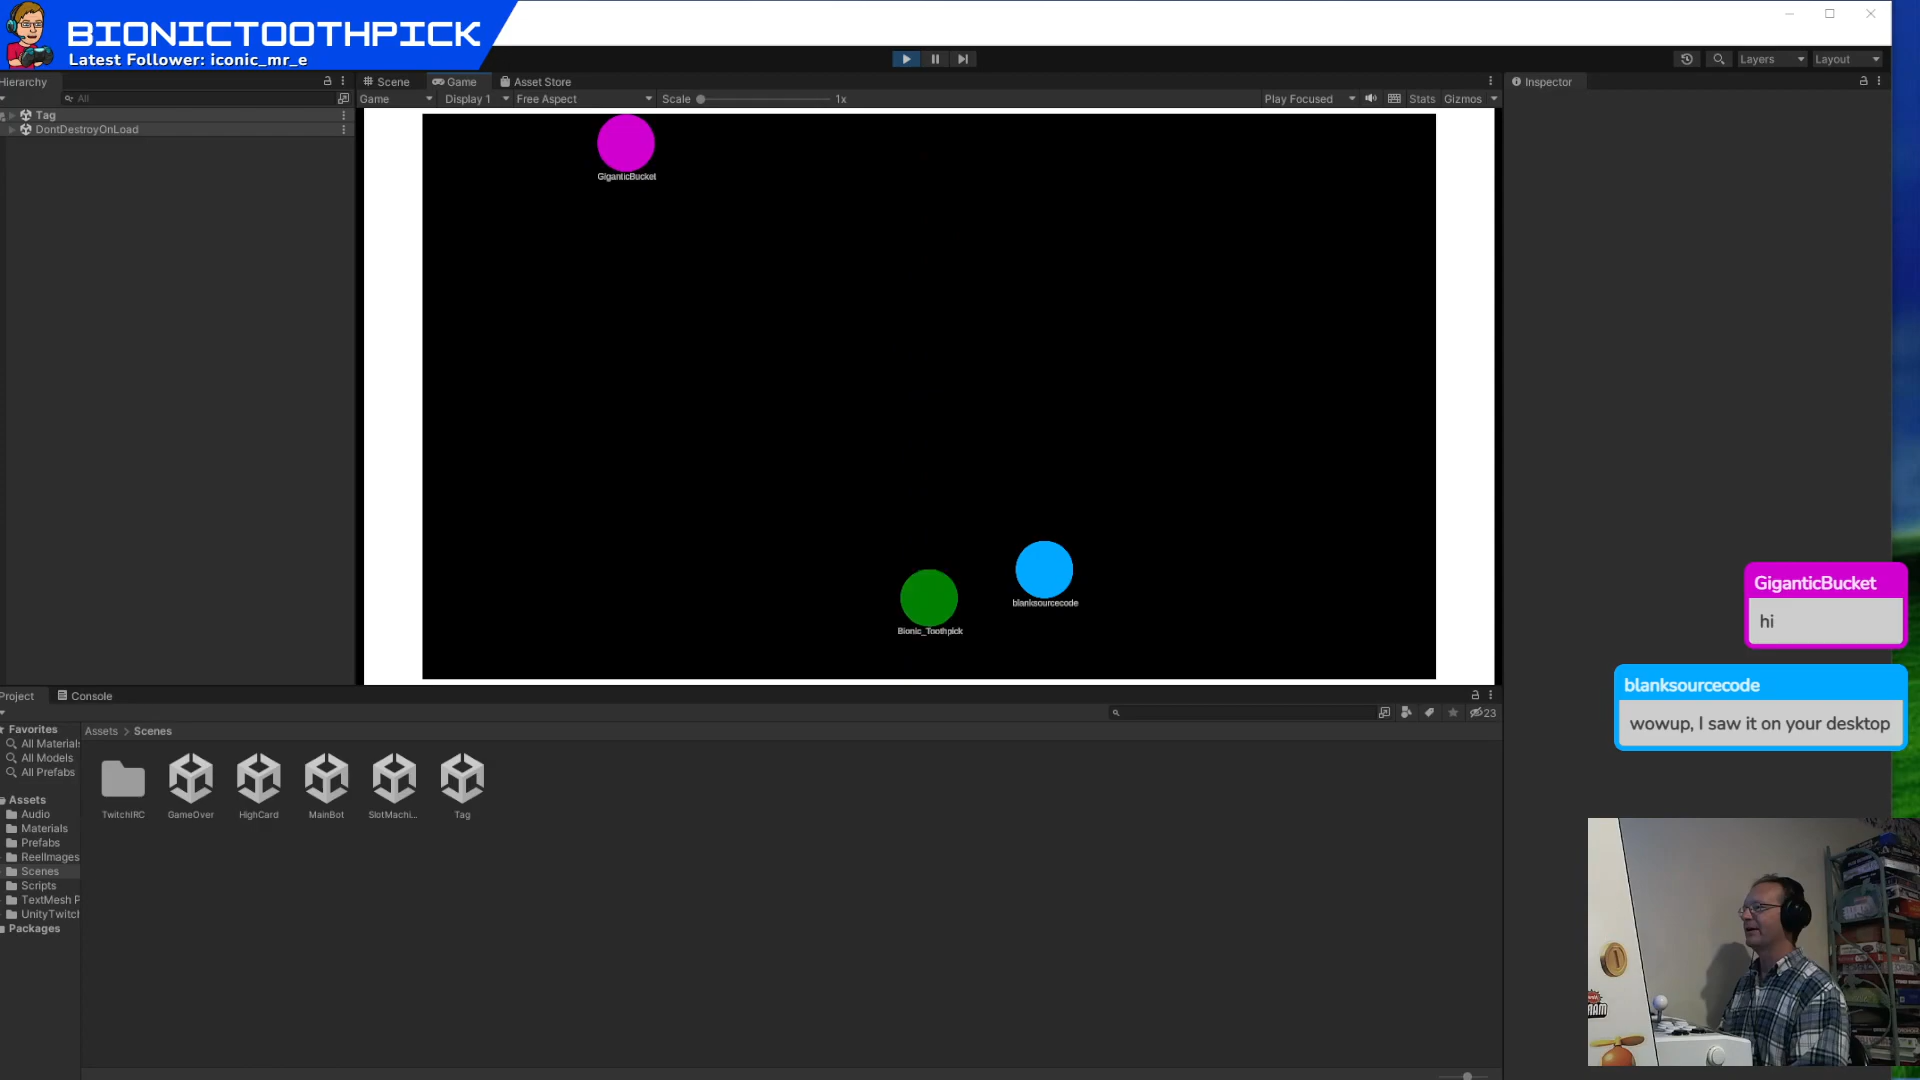 BIONICTOOTHPICK
Latest Follower: iconic_mr_e
Hierarchy
All
Tag
DontDestroyOnLoad
Scene
Game
Asset Store
Game
Display 1
Free Aspect
Scale
1x
Play Focused
Stats
Gizmos
Layers
Layout
Inspector
GiganticBucket
blanksourcecode
Bionic_Toothpick
GiganticBucket
hi
blanksourcecode
wowup, I saw it on your desktop
Project
Console
23
Favorites
All Materials
All Models
All Prefabs
Assets
Audio
Materials
Prefabs
ReelImages
Scenes
Scripts
TextMesh P
UnityTwitch
Packages
Assets > Scenes
TwitchIRC
GameOver
HighCard
MainBot
SlotMachi...
Tag